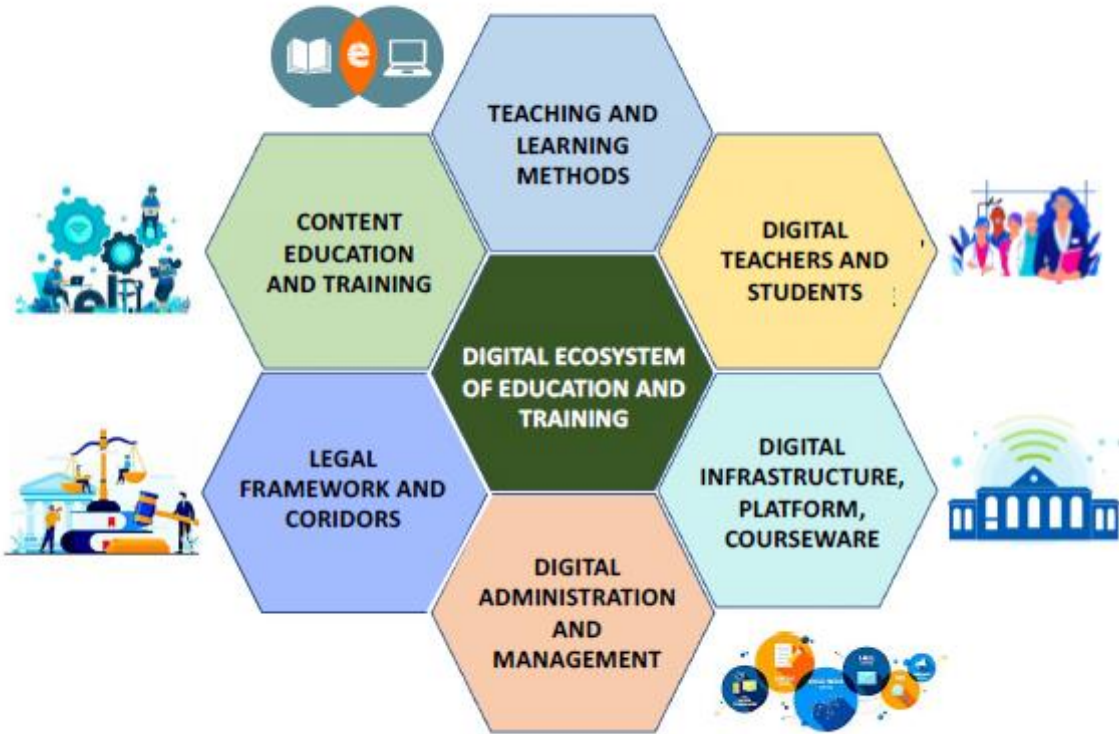 e
TEACHING AND
LEARNING
METHODS
CONTENT
EDUCATION
AND TRAINING
DIGITAL
TEACHERS AND
STUDENTS
DIGITAL ECOSYSTEM
OF EDUCATION AND
TRAINING
LEGAL
FRAMEWORK AND
CORIDORS
DIGITAL
INFRASTRUCTURE,
PLATFORM,
COURSEWARE
DIGITAL
ADMINISTRATION
AND
MANAGEMENT